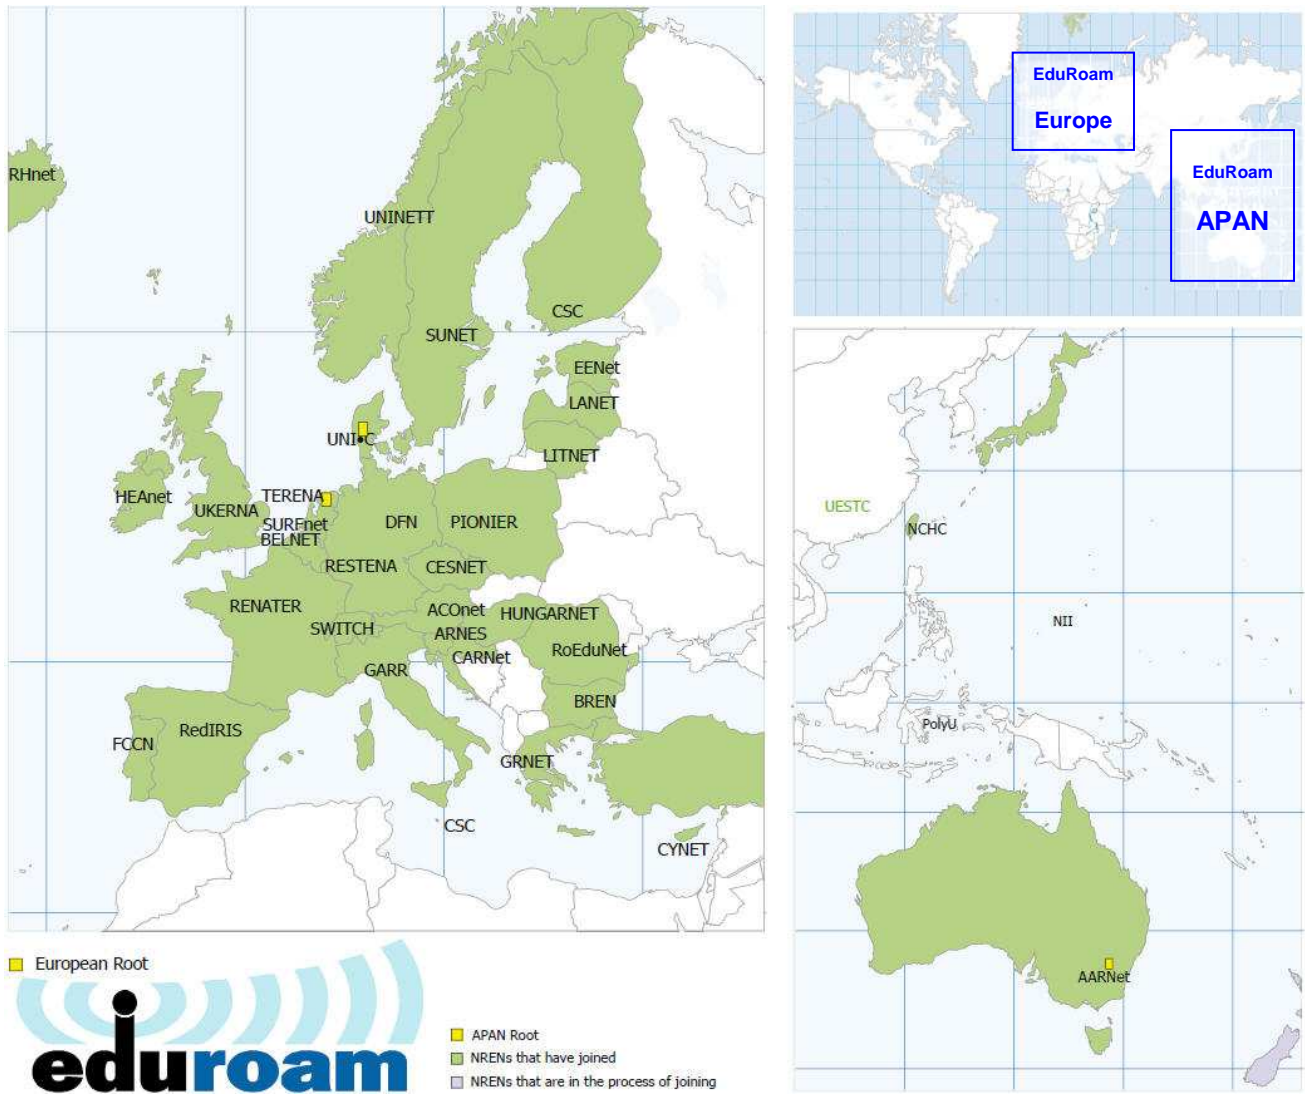 RHnet
UNINETT
CSC
SUNET
EENet
LANET
UNI•C
LITNET
HEAnet
TERENA
UKERNA
SURFnet
DFN
PIONIER
BELNET
RESTENA
CESNET
RENATER
ACOnet
HUNGARNET
SWITCH
ARNES
CARNet
RoEduNet
GARR
BREN
RedIRIS
FCCN
GRNET
CSC
CYNET
EduRoam
Europe
EduRoam
APAN
UESTC
NCHC
NII
PolyU
AARNet
European Root
eduroam
APAN Root
NRENs that have joined
NRENs that are in the process of joining